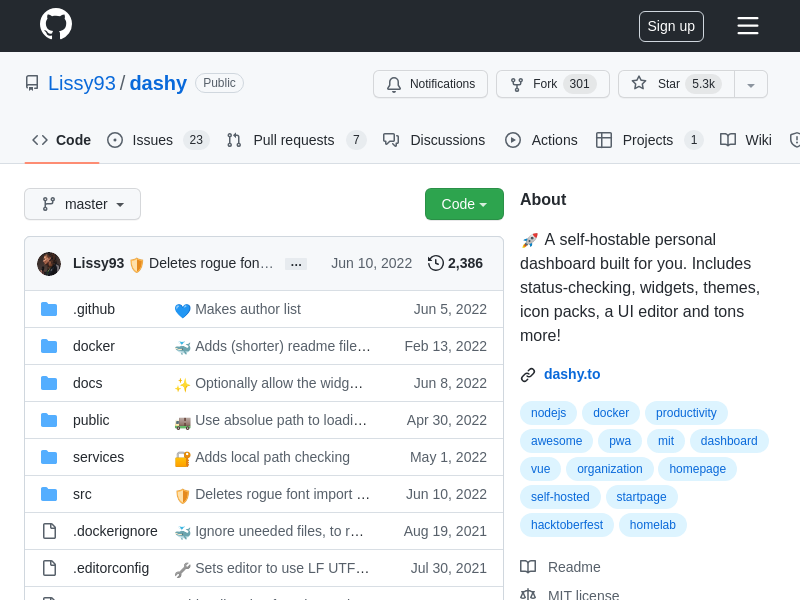 Sign up
Lissy93 / dashy Public
Notifications Fork 301 Star 5.3k
Code Issues 23 Pull requests 7 Discussions Actions Projects 1 Wiki
master Code
Lissy93 Deletes rogue fon… … Jun 10, 2022 2,386
.github Makes author list Jun 5, 2022
docker Adds (shorter) readme file,… Feb 13, 2022
docs Optionally allow the widg… Jun 8, 2022
public Use absolue path to loadi… Apr 30, 2022
services Adds local path checking May 1, 2022
src Deletes rogue font import … Jun 10, 2022
.dockerignore Ignore uneeded files, to r… Aug 19, 2021
.editorconfig Sets editor to use LF UTF… Jul 30, 2021
About
A self-hostable personal
dashboard built for you. Includes
status-checking, widgets, themes,
icon packs, a UI editor and tons
more!
dashy.to
nodejs docker productivity
awesome pwa mit dashboard
vue organization homepage
self-hosted startpage
hacktoberfest homelab
Readme
MIT license